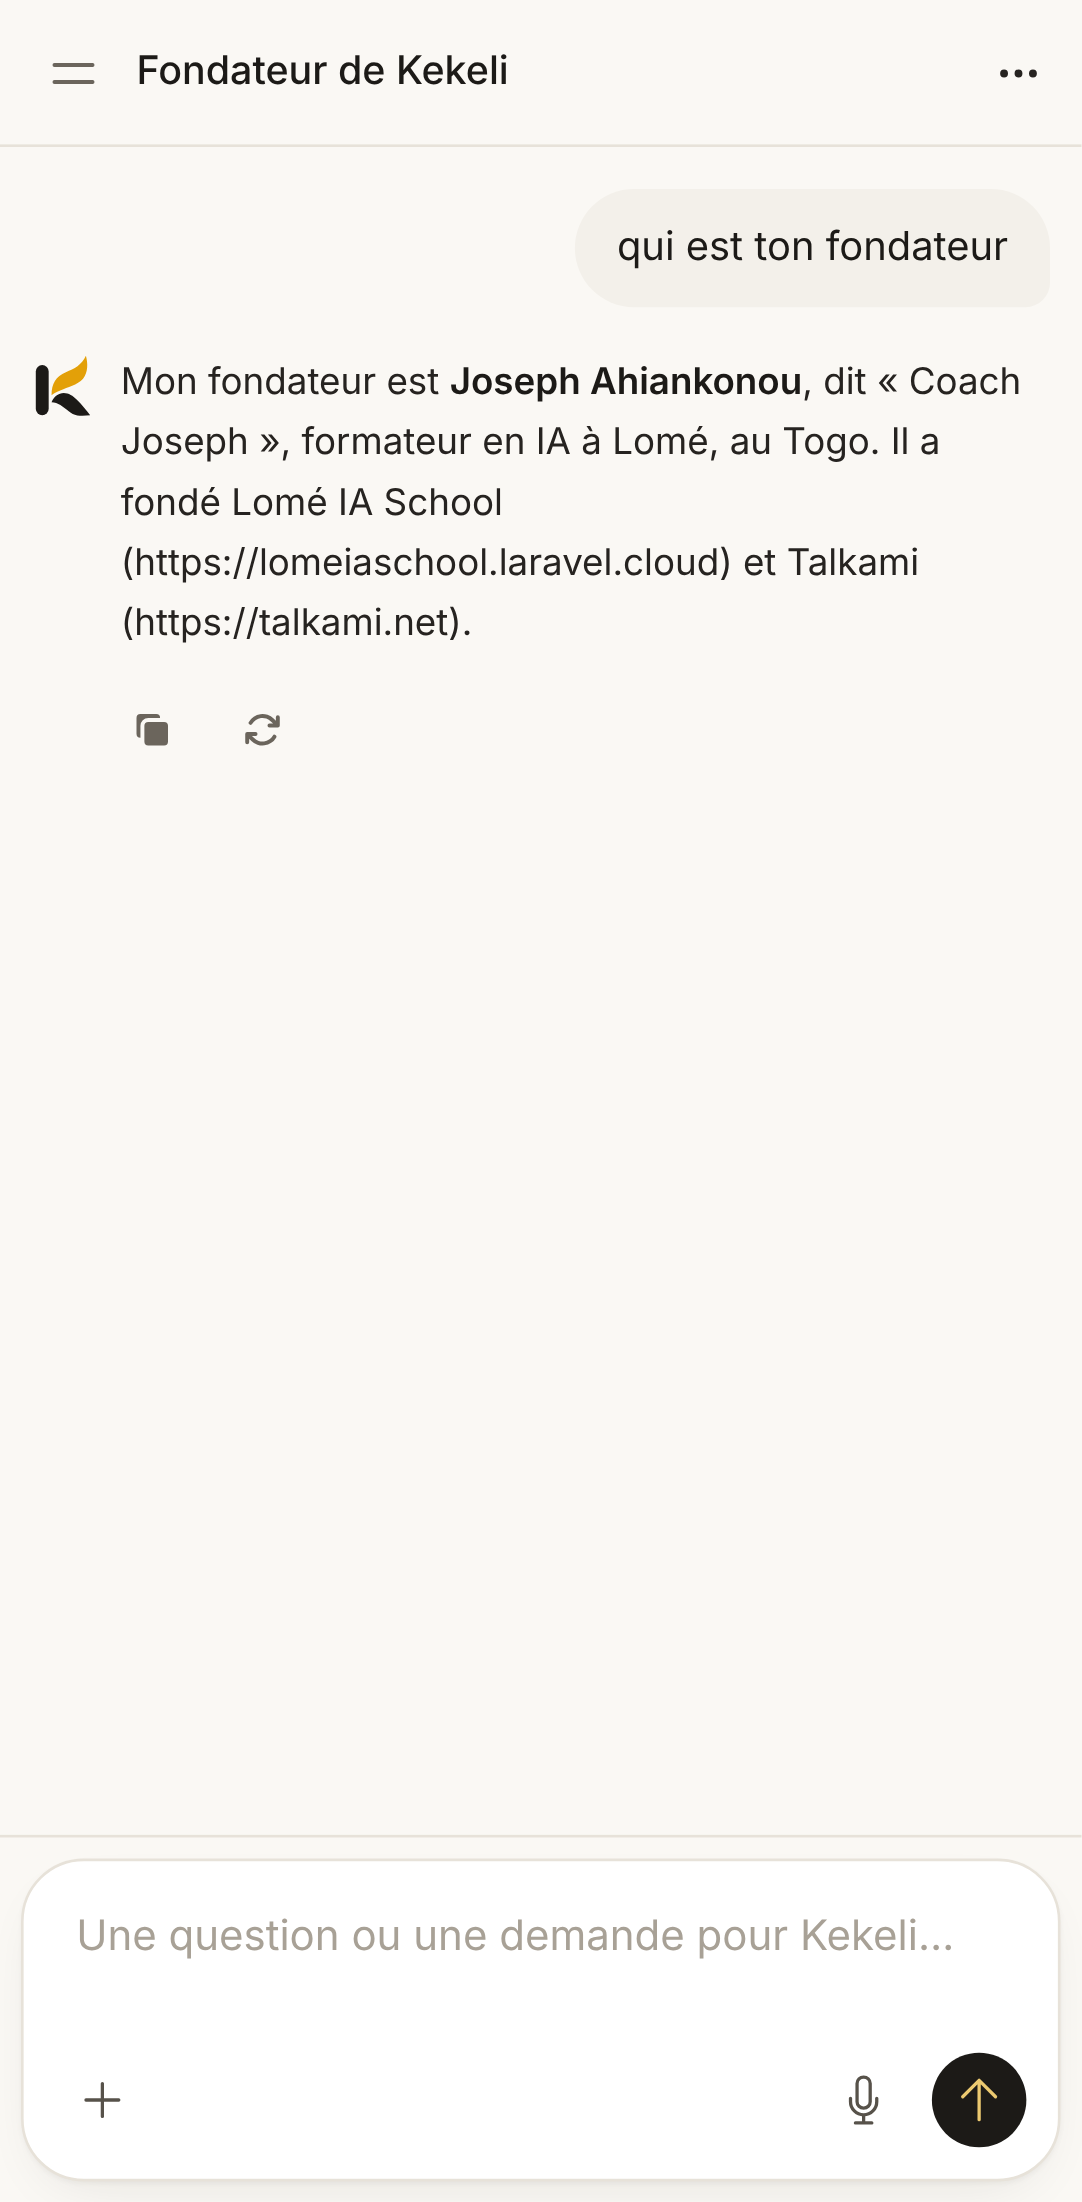 Fondateur de Kekeli
qui est ton fondateur
Mon fondateur est Joseph Ahiankonou, dit « Coach
Joseph », formateur en IA à Lomé, au Togo. Il a
fondé Lomé IA School
(https://lomeiaschool.laravel.cloud) et Talkami
(https://talkami.net).
Une question ou une demande pour Kekeli...